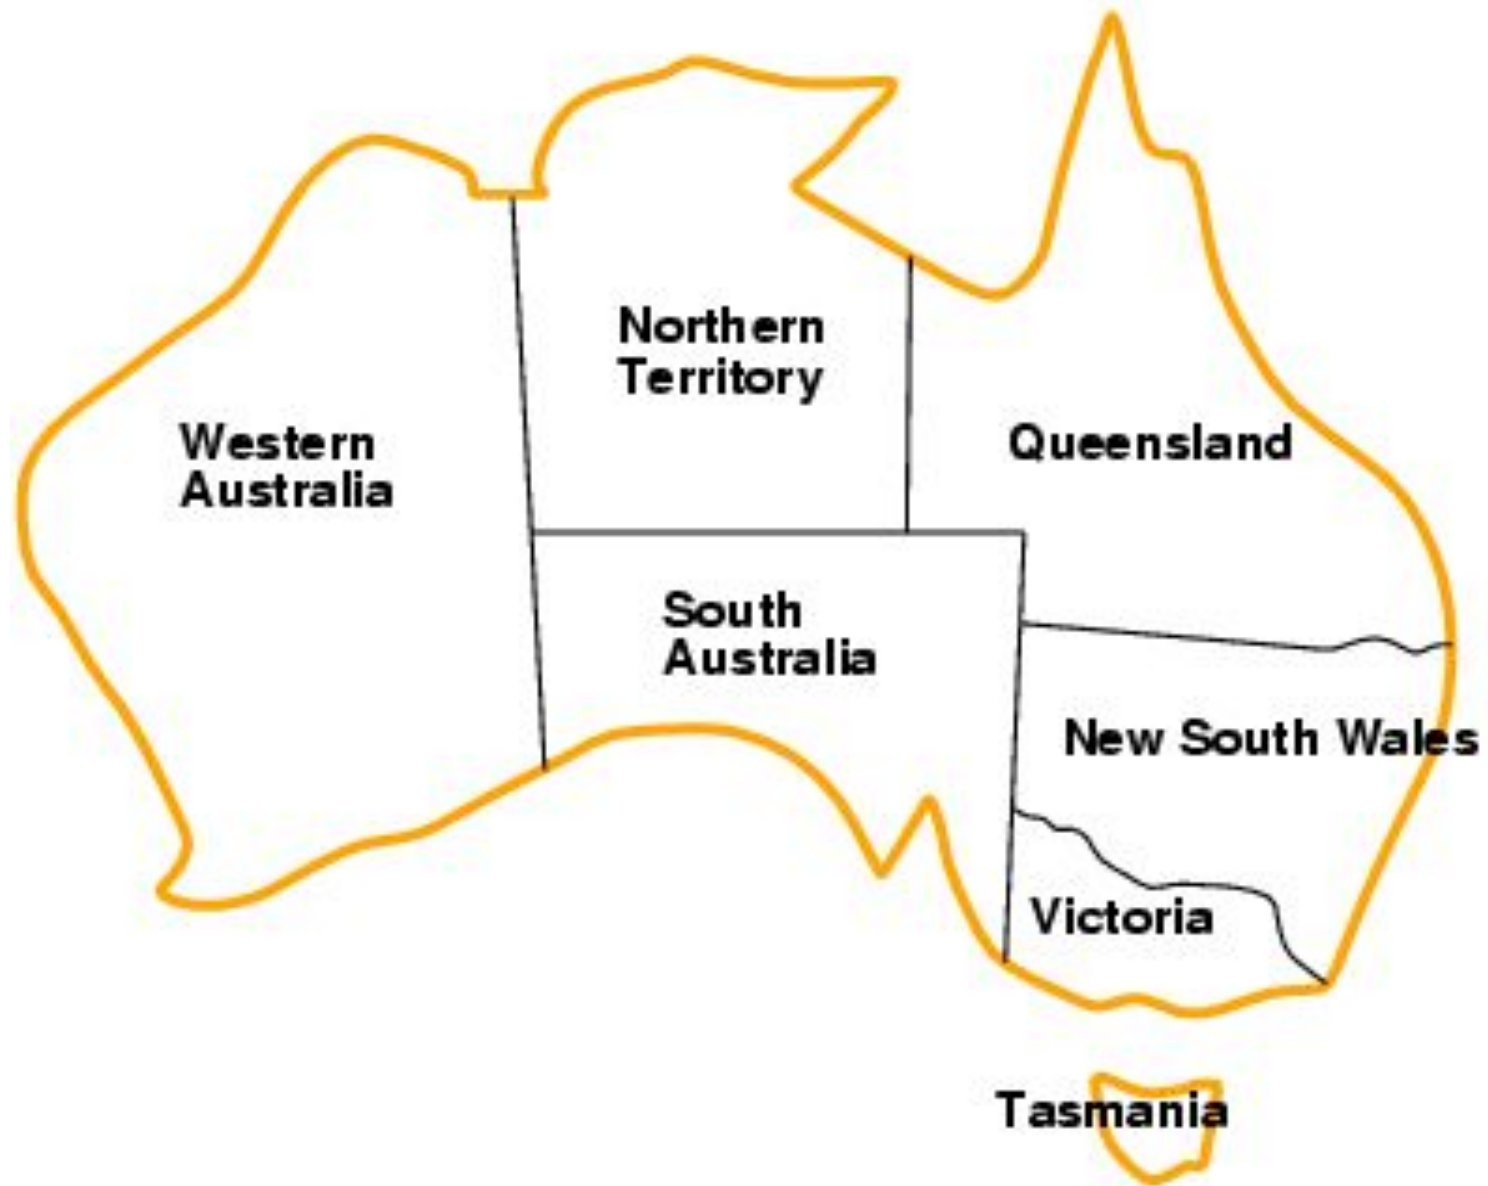 Northern
Territory
Western
Australia
Queensland
South
Australia
New South Wales
Victoria
Tasmania